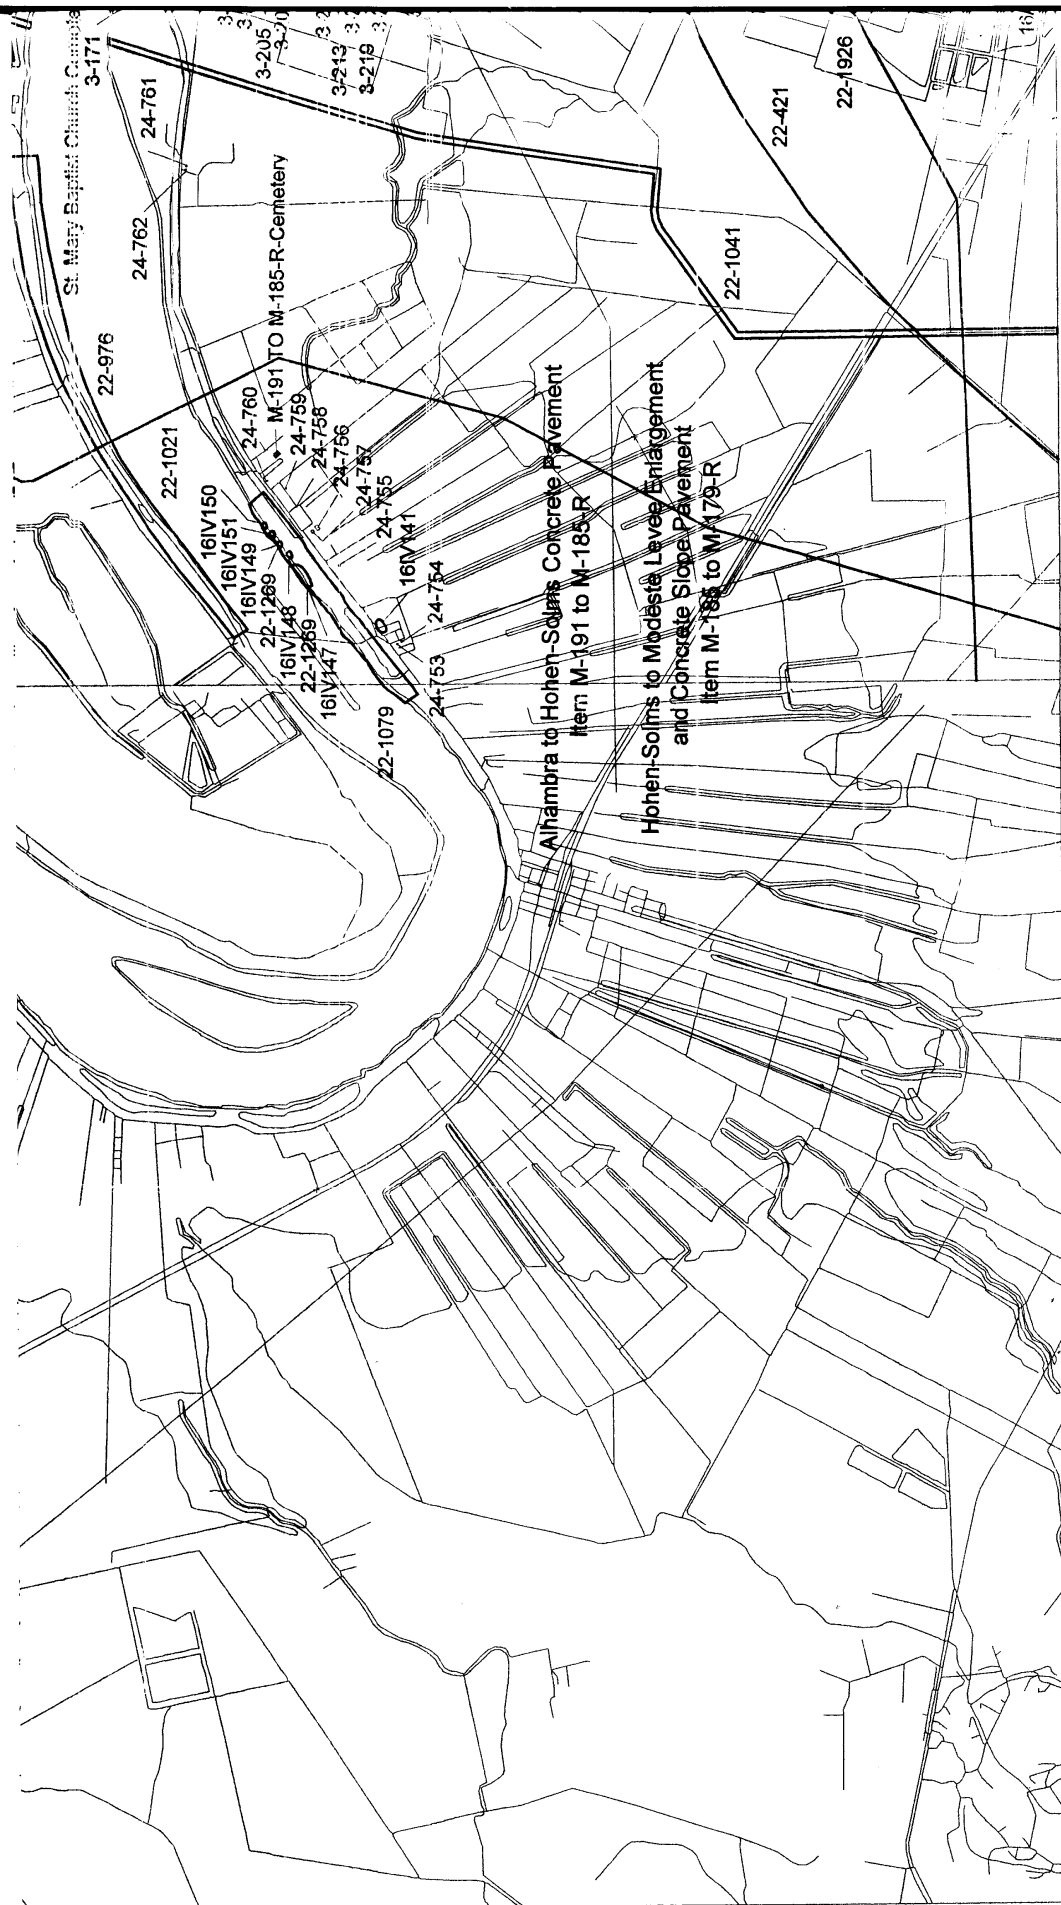 St. Mary Baptist Church
3-171
24-761
24-762
22-976
3-205
3-213
3-219
M-191 TO M-185-R-Cemetery
22-1021
24-760
24-759
24-758
24-756
24-757
24-755
16IV150
16IV151
16IV149
22-1269
16IV148
22-1269
16IV147
16IV141
24-754
24-753
22-1079
22-421
22-1926
22-1041
Alhambra to Hohen-Solms Concrete Pavement
Item M-191 to M-185-R
Hohen-Solms to Modeste Levee Enlargement
and Concrete Slope Pavement
Item M-185 to M-179-R